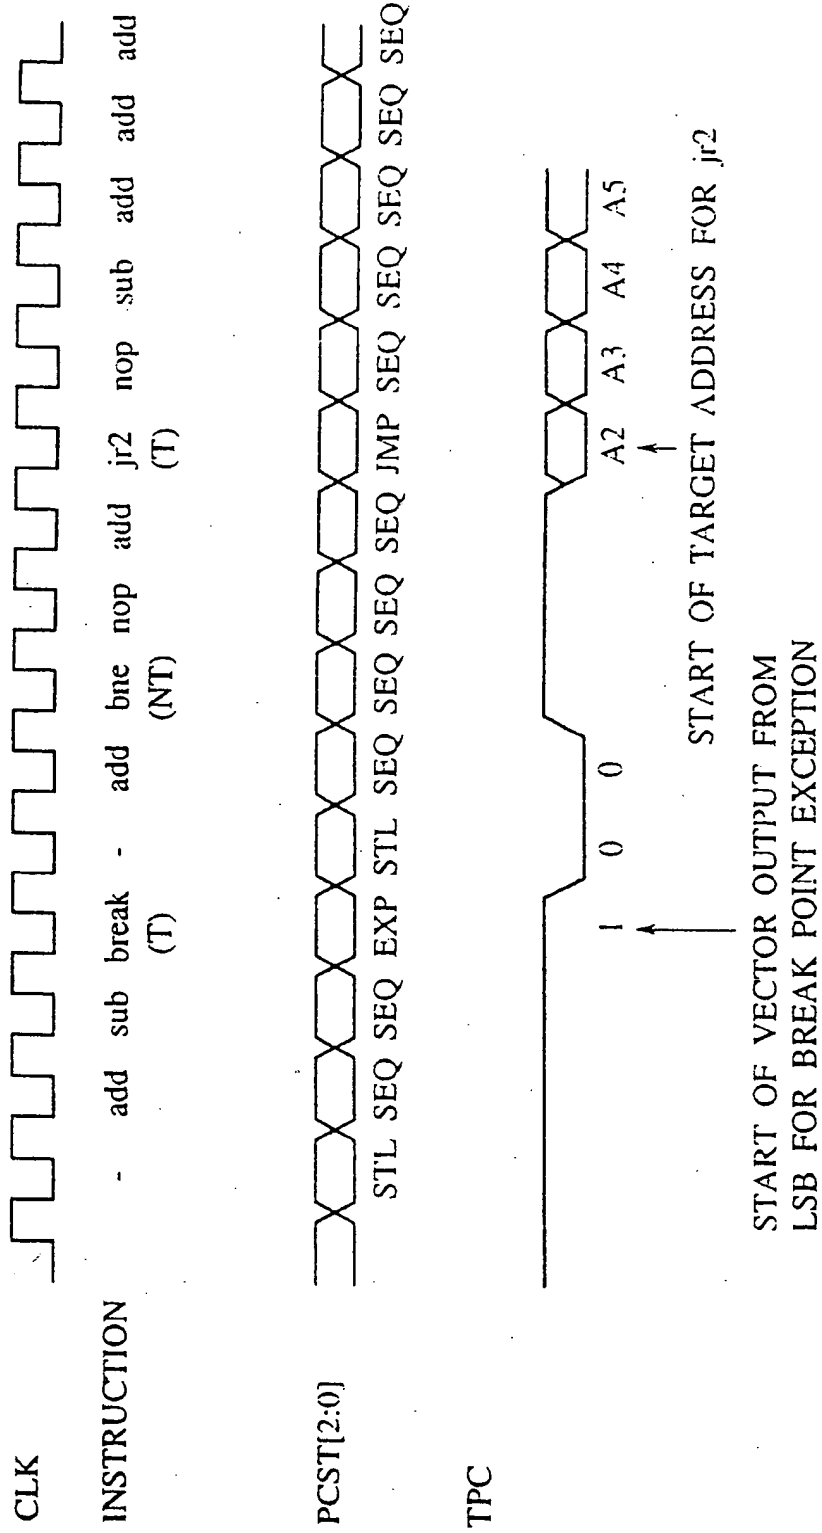 CLK
INSTRUCTION - add sub break - add bne nop add jr2 nop sub add add add
(T) (NT) (T)
PCST[2:0]
STL SEQ SEQ EXP STL SEQ SEQ SEQ SEQ JMP SEQ SEQ SEQ SEQ SEQ
TPC
1 0 0 A2 A3 A4 A5
START OF TARGET ADDRESS FOR jr2
START OF VECTOR OUTPUT FROM
LSB FOR BREAK POINT EXCEPTION